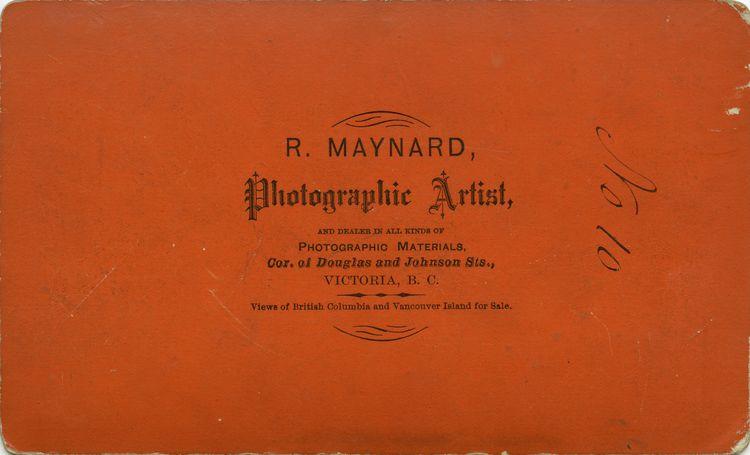 R. MAYNARD,
Photographic Artist,
AND DEALER IN ALL KINDS OF
PHOTOGRAPHIC MATERIALS,
Cor. of Douglas and Johnson Sts.,
VICTORIA, B. C.
Views of British Columbia and Vancouver Island for Sale.
No 10